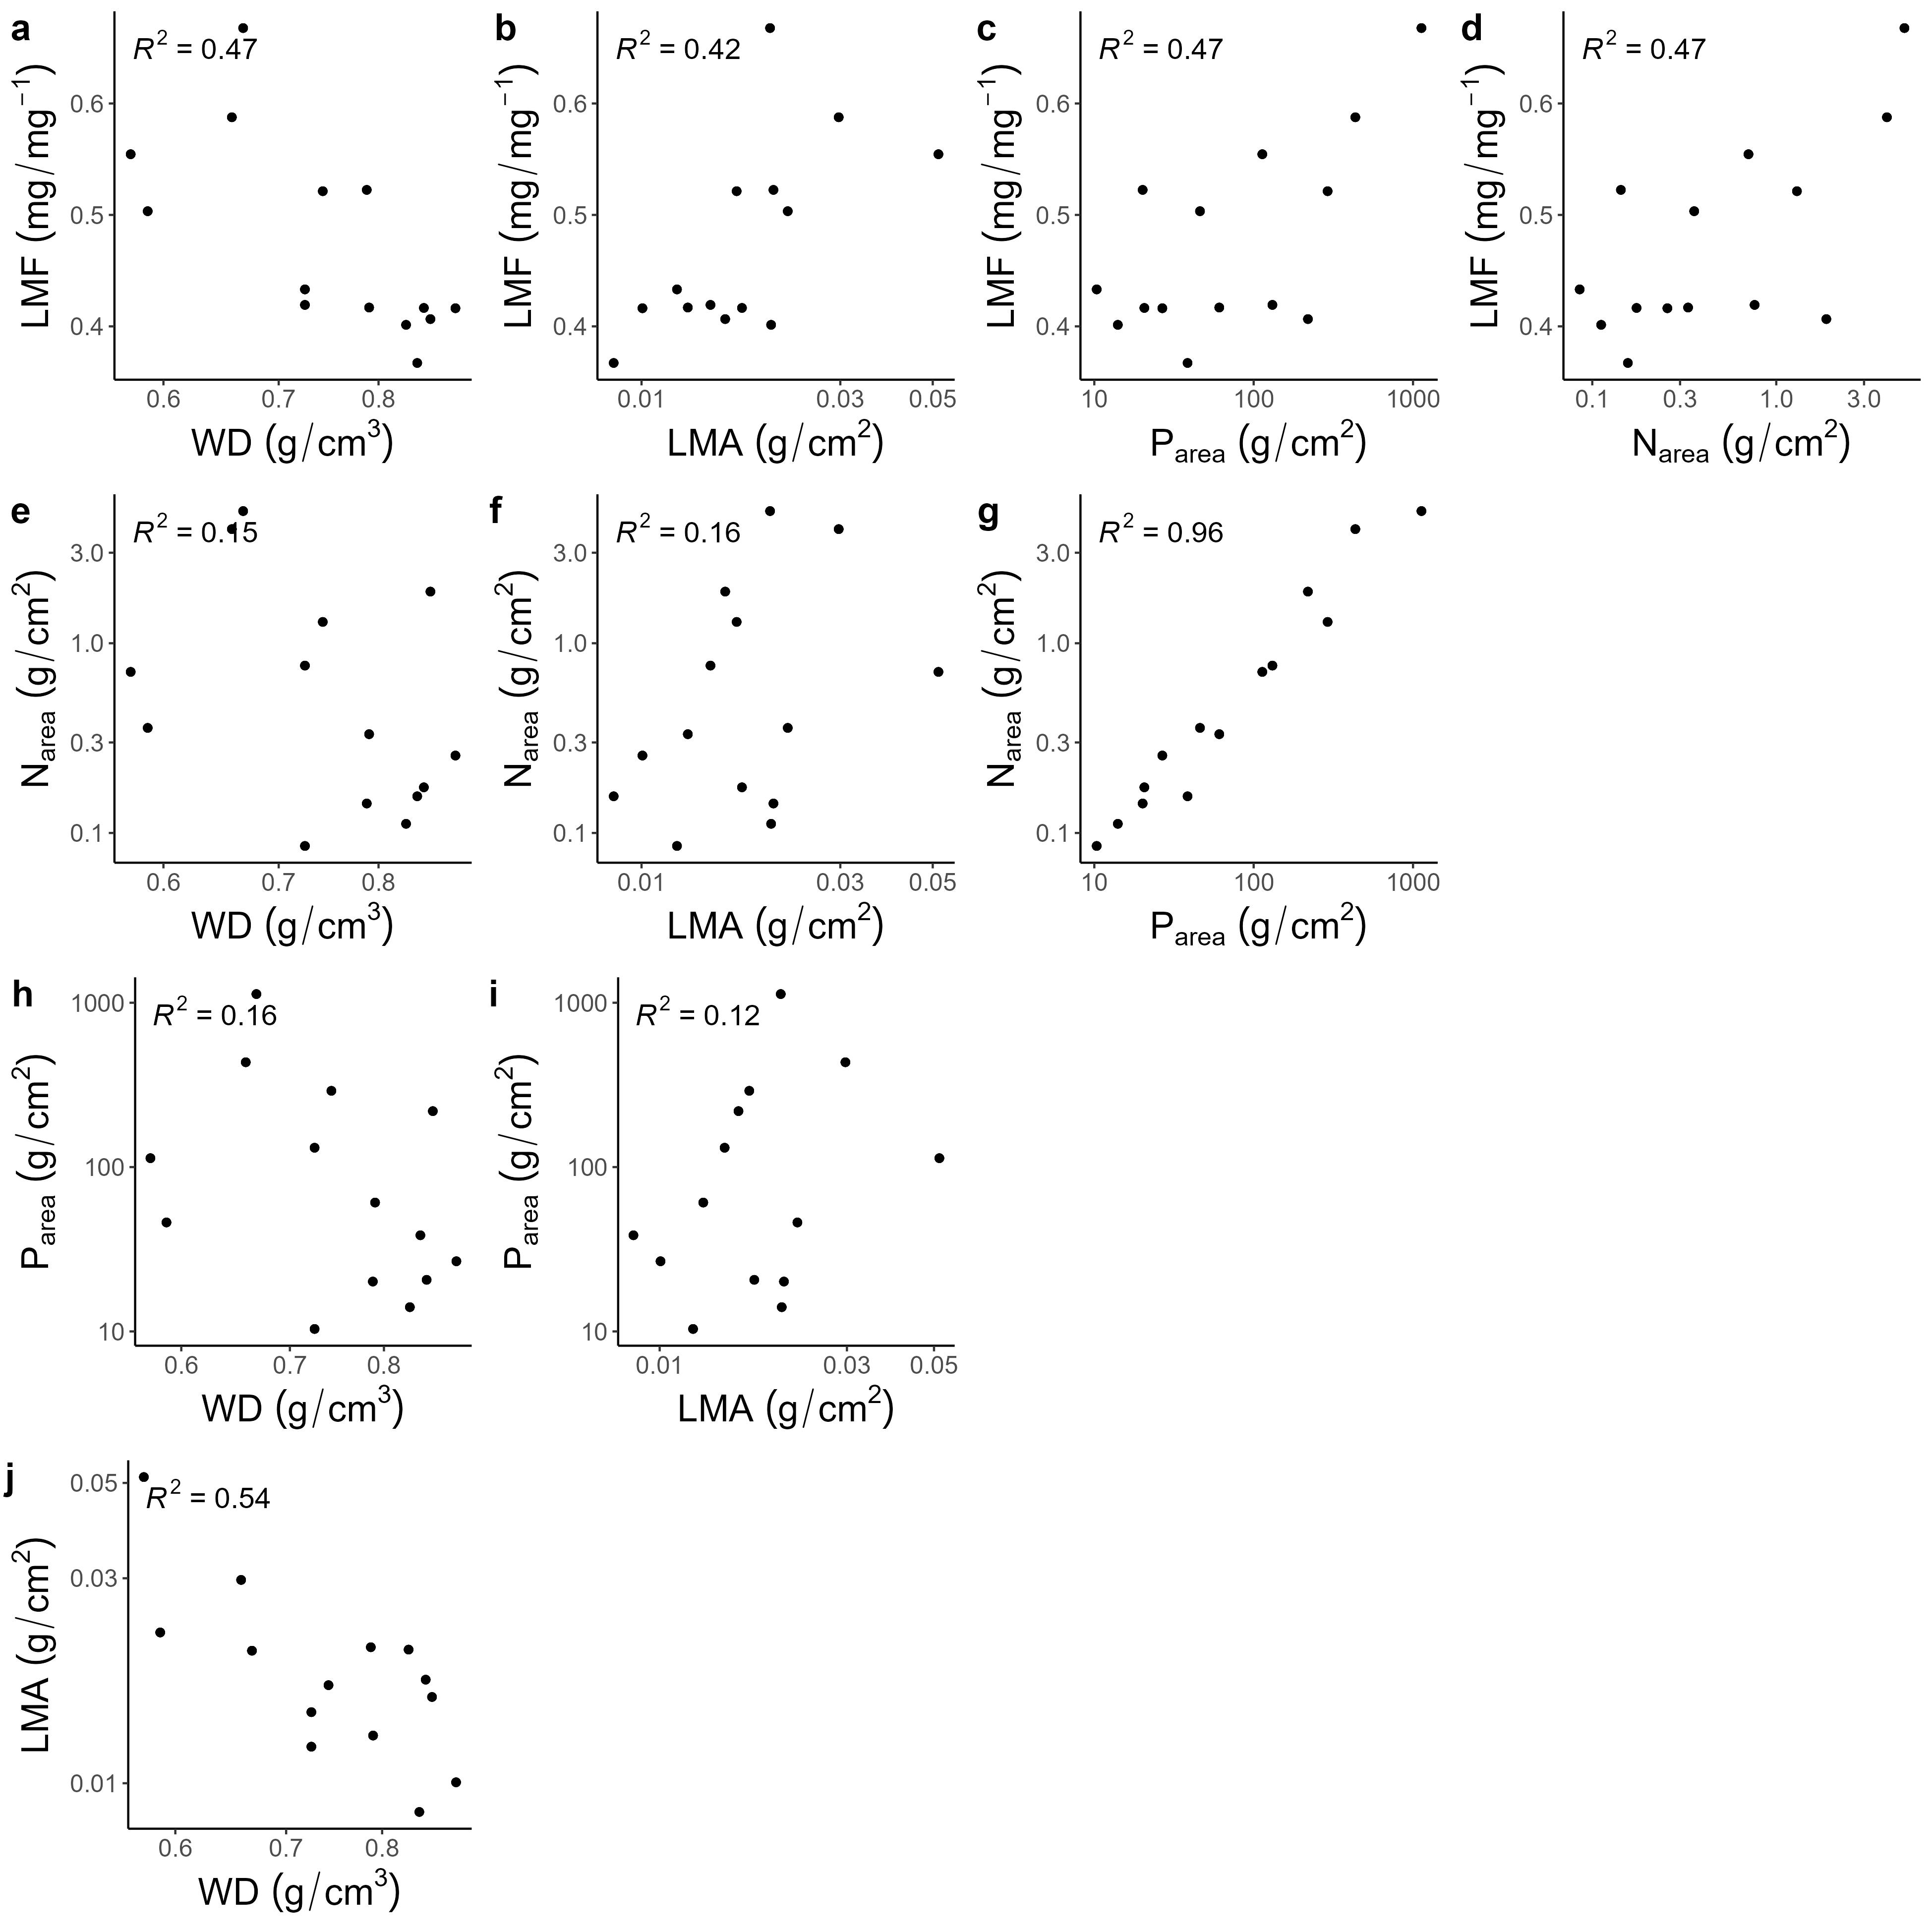 a
R² = 0.47
LMF (mg/mg⁻¹)
0.6
0.5
0.4
0.6 0.7 0.8
WD (g/cm³)
b
R² = 0.42
LMF (mg/mg⁻¹)
0.6
0.5
0.4
0.01 0.03 0.05
LMA (g/cm²)
c
R² = 0.47
LMF (mg/mg⁻¹)
0.6
0.5
0.4
10 100 1000
Parea (g/cm²)
d
R² = 0.47
LMF (mg/mg⁻¹)
0.6
0.5
0.4
0.1 0.3 1.0 3.0
Narea (g/cm²)
e
R² = 0.15
Narea (g/cm²)
3.0
1.0
0.3
0.1
0.6 0.7 0.8
WD (g/cm³)
f
R² = 0.16
Narea (g/cm²)
3.0
1.0
0.3
0.1
0.01 0.03 0.05
LMA (g/cm²)
g
R² = 0.96
Narea (g/cm²)
3.0
1.0
0.3
0.1
10 100 1000
Parea (g/cm²)
h
R² = 0.16
Parea (g/cm²)
1000
100
10
0.6 0.7 0.8
WD (g/cm³)
i
R² = 0.12
Parea (g/cm²)
1000
100
10
0.01 0.03 0.05
LMA (g/cm²)
j
R² = 0.54
LMA (g/cm²)
0.05
0.03
0.01
0.6 0.7 0.8
WD (g/cm³)